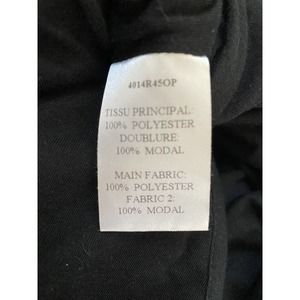 4014R45OP
TISSU PRINCIPAL:
100% POLYESTER
DOUBLURE:
100% MODAL
MAIN FABRIC:
100% POLYESTER
FABRIC 2:
100% MODAL